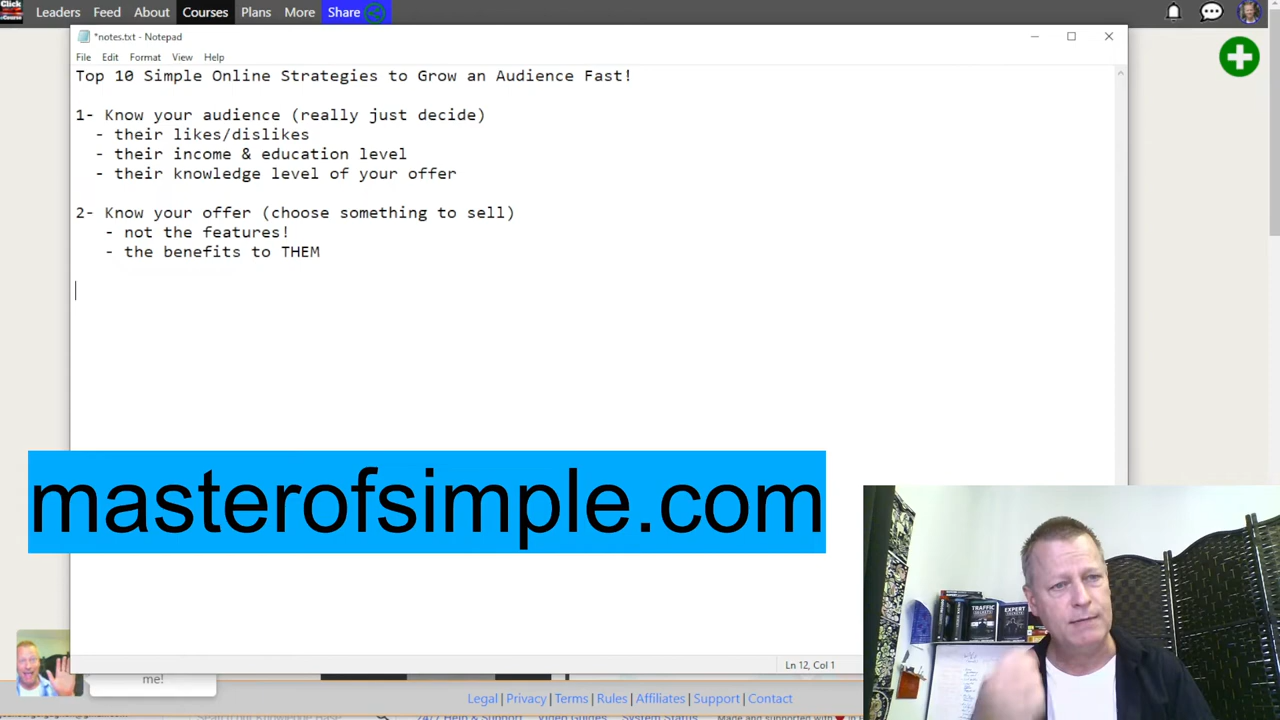 Click
Leaders Feed About Courses Plans More Share
*notes.txt - Notepad
File Edit Format View Help
Top 10 Simple Online Strategies to Grow an Audience Fast!
1- Know your audience (really just decide)
- their likes/dislikes
- their income & education level
- their knowledge level of your offer
2- Know your offer (choose something to sell)
- not the features!
- the benefits to THEM
masterofsimple.com
TRAFFIC
EXPERT
Ln 12, Col 1
me!
Legal | Privacy | Terms | Rules | Affiliates | Support | Contact